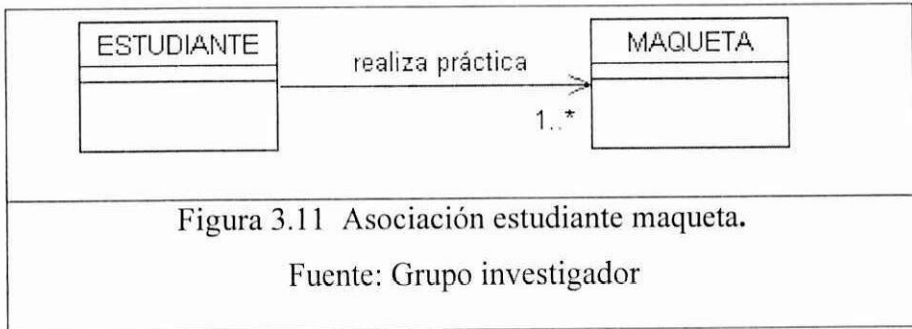 ESTUDIANTE
realiza práctica
MAQUETA
1..*
Figura 3.11 Asociación estudiante maqueta.
Fuente: Grupo investigador